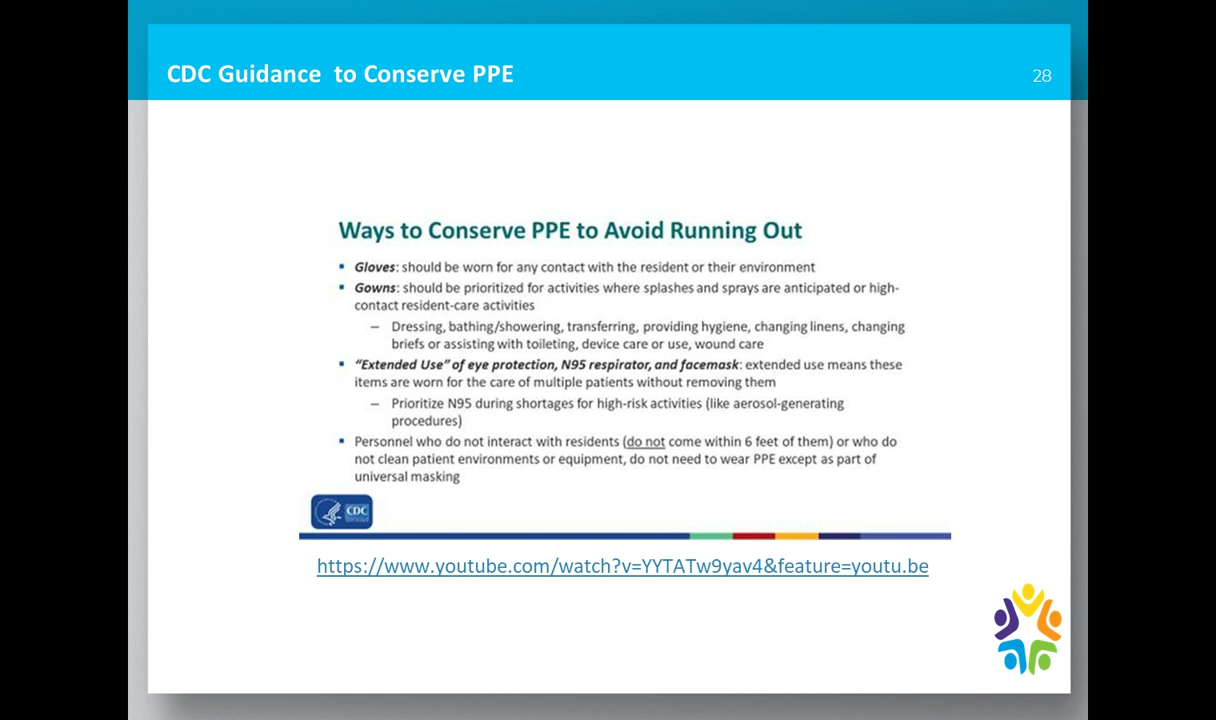 CDC Guidance  to Conserve PPE
28
Ways to Conserve PPE to Avoid Running Out
▪ Gloves: should be worn for any contact with the resident or their environment
▪ Gowns: should be prioritized for activities where splashes and sprays are anticipated or high-
contact resident-care activities
– Dressing, bathing/showering, transferring, providing hygiene, changing linens, changing
briefs or assisting with toileting, device care or use, wound care
▪ “Extended Use” of eye protection, N95 respirator, and facemask: extended use means these
items are worn for the care of multiple patients without removing them
– Prioritize N95 during shortages for high-risk activities (like aerosol-generating
procedures)
▪ Personnel who do not interact with residents (do not come within 6 feet of them) or who do
not clean patient environments or equipment, do not need to wear PPE except as part of
universal masking
CDC
https://www.youtube.com/watch?v=YYTATw9yav4&feature=youtu.be